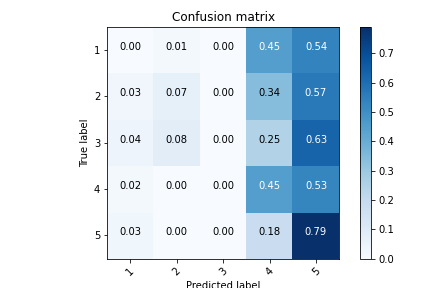 Confusion matrix
1 0.00 0.01 0.00 0.45 0.54
2 0.03 0.07 0.00 0.34 0.57
3 0.04 0.08 0.00 0.25 0.63
4 0.02 0.00 0.00 0.45 0.53
5 0.03 0.00 0.00 0.18 0.79
1 2 3 4 5
True label
Predicted label
0.7
0.6
0.5
0.4
0.3
0.2
0.1
0.0